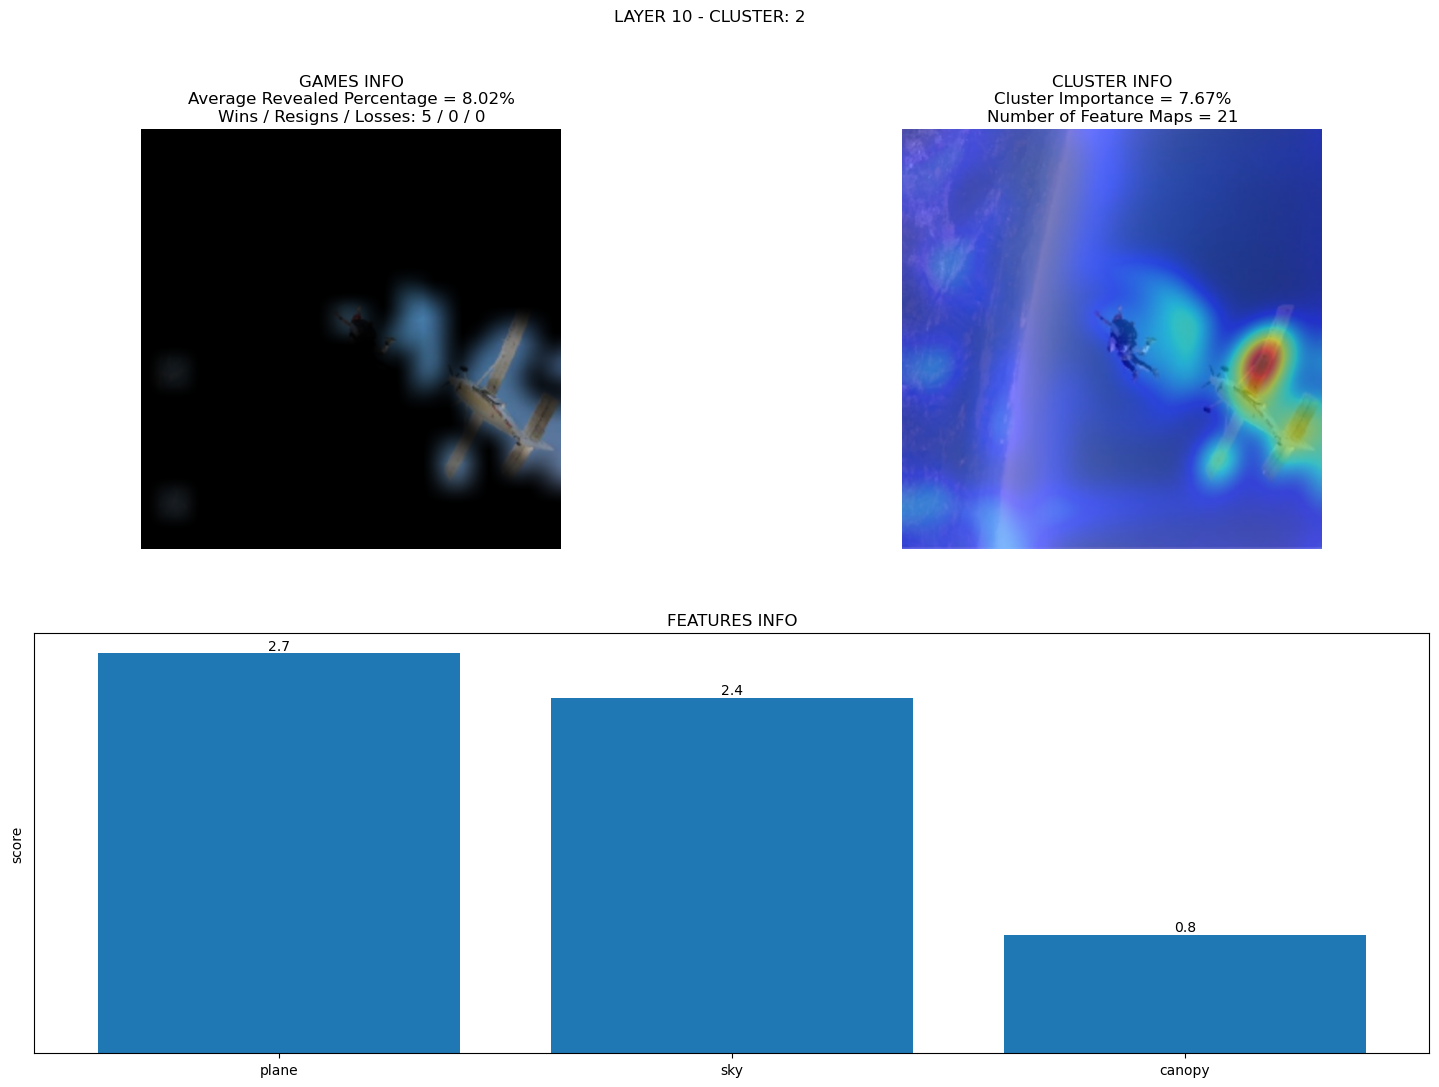 LAYER 10 - CLUSTER: 2
GAMES INFO
Average Revealed Percentage = 8.02%
Wins / Resigns / Losses: 5 / 0 / 0
CLUSTER INFO
Cluster Importance = 7.67%
Number of Feature Maps = 21
FEATURES INFO
score
2.7
2.4
0.8
plane
sky
canopy